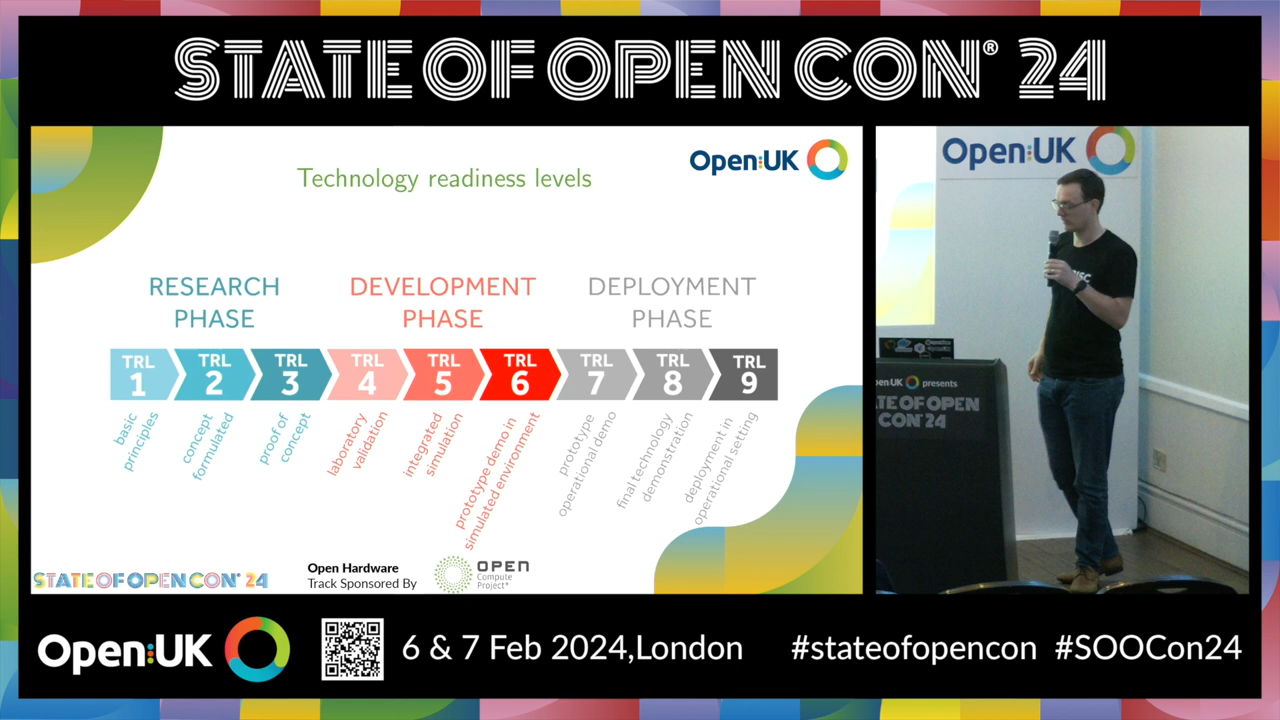 STATE OF OPEN CON® 24
Open:UK
Technology readiness levels
RESEARCH
PHASE
DEVELOPMENT
PHASE
DEPLOYMENT
PHASE
TRL
1
TRL
2
TRL
3
TRL
4
TRL
5
TRL
6
TRL
7
TRL
8
TRL
9
basic
principles
concept
formulated
proof of
concept
laboratory
validation
integrated
simulation
prototype demo in
simulated environment
prototype
operational demo
final technology
demonstration
deployment in
operational setting
STATE OF OPEN CON® 24
Open Hardware
Track Sponsored By
OPEN
Compute
Project®
Open:UK
pen UK presents
TE OF OPEN
CON® 24
Open:UK
6 & 7 Feb 2024,London
#stateofopencon #SOOCon24